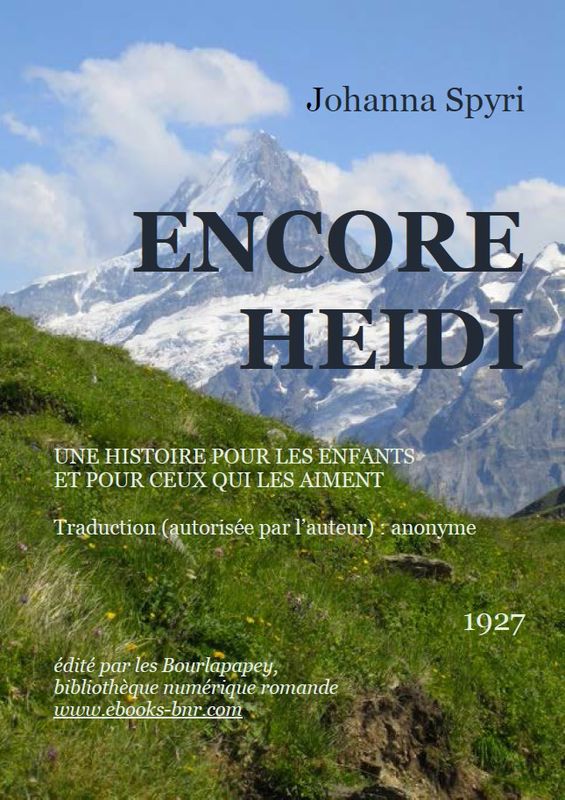 Johanna Spyri
ENCORE
HEIDI
UNE HISTOIRE POUR LES ENFANTS
ET POUR CEUX QUI LES AIMENT
Traduction (autorisée par l’auteur) : anonyme
1927
édité par les Bourlapapey,
bibliothèque numérique romande
www.ebooks-bnr.com